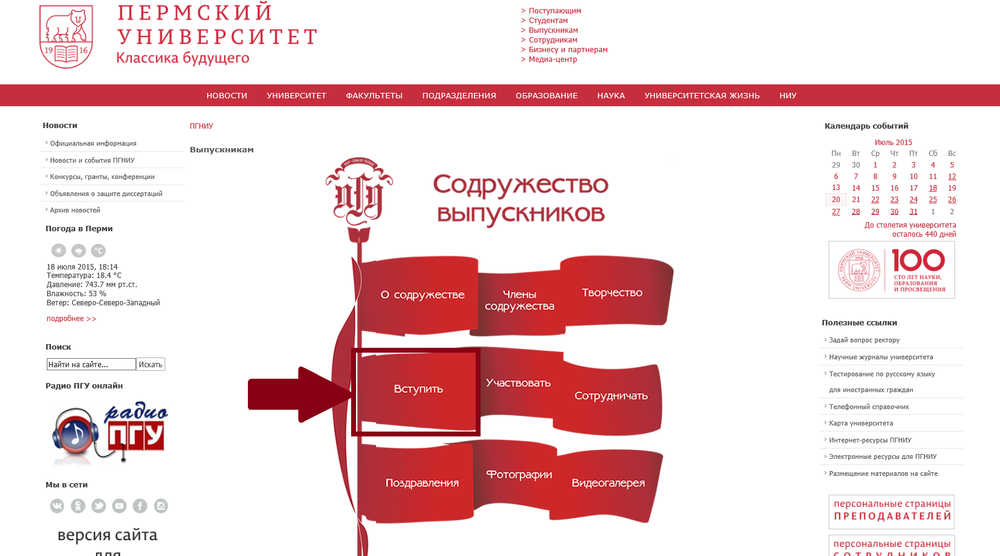 ПЕРМСКИЙ
УНИВЕРСИТЕТ
Классика будущего
19 16
> Поступающим
> Студентам
> Выпускникам
> Сотрудникам
> Бизнесу и партнерам
> Медиа-центр
НОВОСТИ УНИВЕРСИТЕТ ФАКУЛЬТЕТЫ ПОДРАЗДЕЛЕНИЯ ОБРАЗОВАНИЕ НАУКА УНИВЕРСИТЕТСКАЯ ЖИЗНЬ НИУ
Новости
Официальная информация
Новости и события ПГНИУ
Конкурсы, гранты, конференции
Объявления о защите диссертаций
Архив новостей
Погода в Перми
°C
18 июля 2015, 18:14
Температура: 18.4 °C
Давление: 743.7 мм рт.ст.
Влажность: 53 %
Ветер: Северо-Северо-Западный
подробнее >>
Поиск
Найти на сайте... Искать
Радио ПГУ онлайн
радио
ПГУ
Мы в сети
версия сайта
для
ПГНИУ
Выпускникам
Содружество
выпускников
О содружестве
Члены
содружества
Творчество
Вступить
Участвовать
Сотрудничать
Поздравления
Фотографии
Видеогалерея
Календарь событий
Июль 2015
Пн Вт Ср Чт Пт Сб Вс
29 30 1 2 3 4 5
6 7 8 9 10 11 12
13 14 15 16 17 18 19
20 21 22 23 24 25 26
27 28 29 30 31 1 2
До столетия университета
осталось 440 дней
ПЕРМСКИЙ УНИВЕРСИТЕТ
1916
PERM UNIVERSITY
100
СТО ЛЕТ НАУКИ,
ОБРАЗОВАНИЯ
И ПРОСВЕЩЕНИЯ
Полезные ссылки
Задай вопрос ректору
Научные журналы университета
Тестирование по русскому языку
для иностранных граждан
Телефонный справочник
Карта университета
Интернет-ресурсы ПГНИУ
Электронные ресурсы для ПГНИУ
Размещение материалов на сайте
персональные страницы
ПРЕПОДАВАТЕЛЕЙ
персональные страницы
СОТРУДНИКОВ